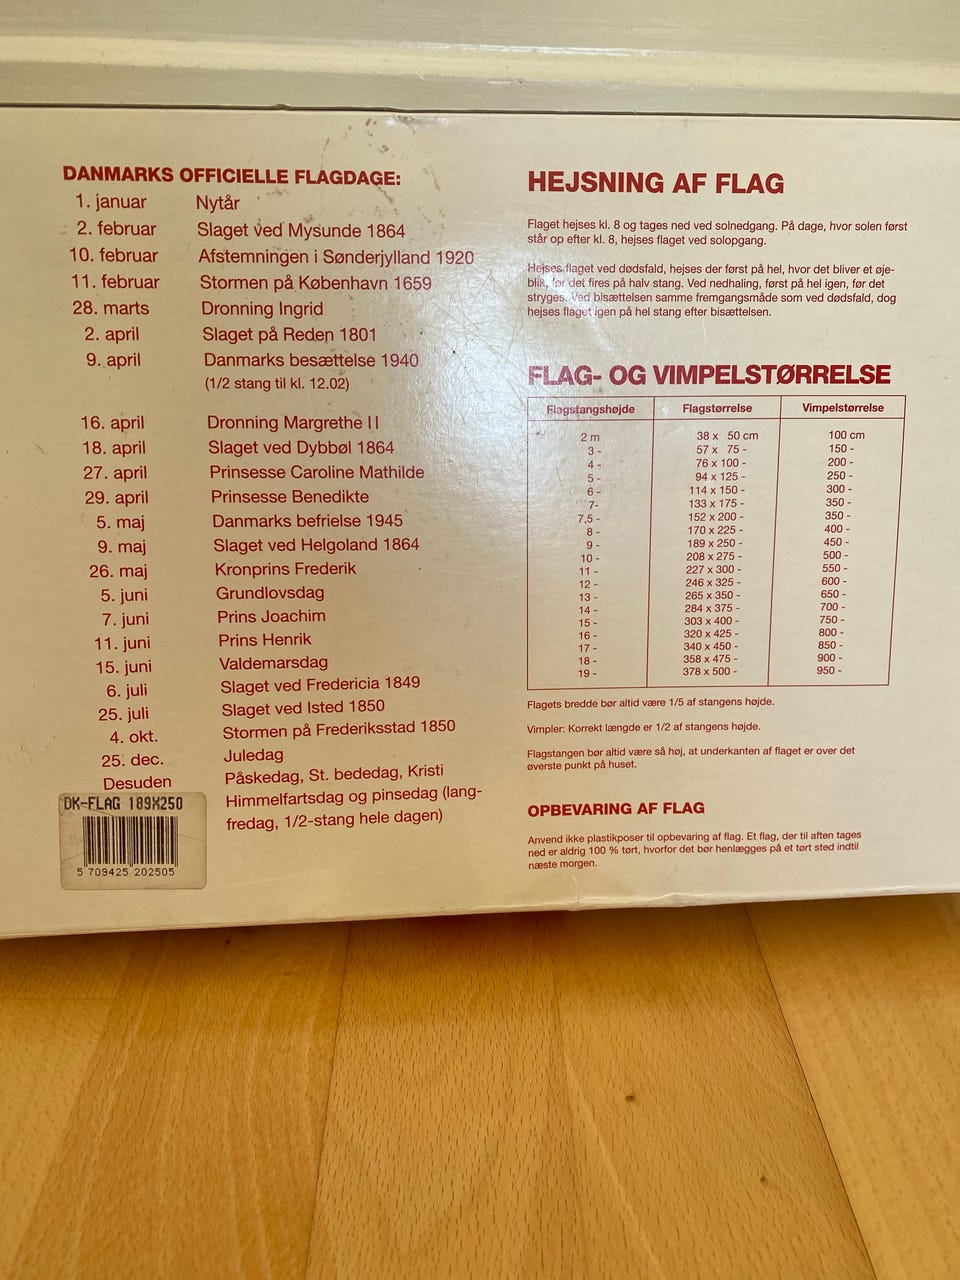 DANMARKS OFFICIELLE FLAGDAGE:
1. januar Nytår
2. februar Slaget ved Mysunde 1864
10. februar Afstemningen i Sønderjylland 1920
11. februar Stormen på København 1659
28. marts Dronning Ingrid
2. april Slaget på Reden 1801
9. april Danmarks besættelse 1940
(1/2 stang til kl. 12.02)
16. april Dronning Margrethe II
18. april Slaget ved Dybbøl 1864
27. april Prinsesse Caroline Mathilde
29. april Prinsesse Benedikte
5. maj Danmarks befrielse 1945
9. maj Slaget ved Helgoland 1864
26. maj Kronprins Frederik
5. juni Grundlovsdag
7. juni Prins Joachim
11. juni Prins Henrik
15. juni Valdemarsdag
6. juli Slaget ved Fredericia 1849
25. juli Slaget ved Isted 1850
4. okt. Stormen på Frederiksstad 1850
25. dec. Juledag
Desuden Påskedag, St. bededag, Kristi
Himmelfartsdag og pinsedag (lang-
fredag, 1/2-stang hele dagen)
DK-FLAG 189X250
5 709425 202505
HEJSNING AF FLAG
Flaget hejses kl. 8 og tages ned ved solnedgang. På dage, hvor solen først
står op efter kl. 8, hejses flaget ved solopgang.
Hejses flaget ved dødsfald, hejses der først på hel, hvor det bliver et øje-
blik, før det fires på halv stang. Ved nedhaling, først på hel igen, før det
stryges. Ved bisættelsen samme fremgangsmåde som ved dødsfald, dog
hejses flaget igen på hel stang efter bisættelsen.
FLAG- OG VIMPELSTØRRELSE
Flagstangshøjde Flagstørrelse Vimpelstørrelse
2 m 38 x 50 cm 100 cm
3 - 57 x 75 - 150 -
4 - 76 x 100 - 200 -
5 - 94 x 125 - 250 -
6 - 114 x 150 - 300 -
7- 133 x 175 - 350 -
7,5 - 152 x 200 - 350 -
8 - 170 x 225 - 400 -
9 - 189 x 250 - 450 -
10 - 208 x 275 - 500 -
11 - 227 x 300 - 550 -
12 - 246 x 325 - 600 -
13 - 265 x 350 - 650 -
14 - 284 x 375 - 700 -
15 - 303 x 400 - 750 -
16 - 320 x 425 - 800 -
17 - 340 x 450 - 850 -
18 - 358 x 475 - 900 -
19 - 378 x 500 - 950 -
Flagets bredde bør altid være 1/5 af stangens højde.
Vimpler: Korrekt længde er 1/2 af stangens højde.
Flagstangen bør altid være så høj, at underkanten af flaget er over det
øverste punkt på huset.
OPBEVARING AF FLAG
Anvend ikke plastikposer til opbevaring af flag. Et flag, der til aften tages
ned er aldrig 100 % tørt, hvorfor det bør henlægges på et tørt sted indtil
næste morgen.